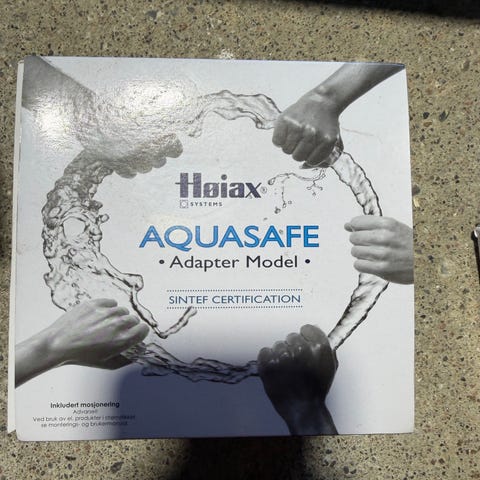 Høiax®
SYSTEMS
AQUASAFE
• Adapter Model •
SINTEF CERTIFICATION
Inkludert mosjonering
Advarsel!
Ved bruk av el. produkter i
se monterings- og brukermanual.